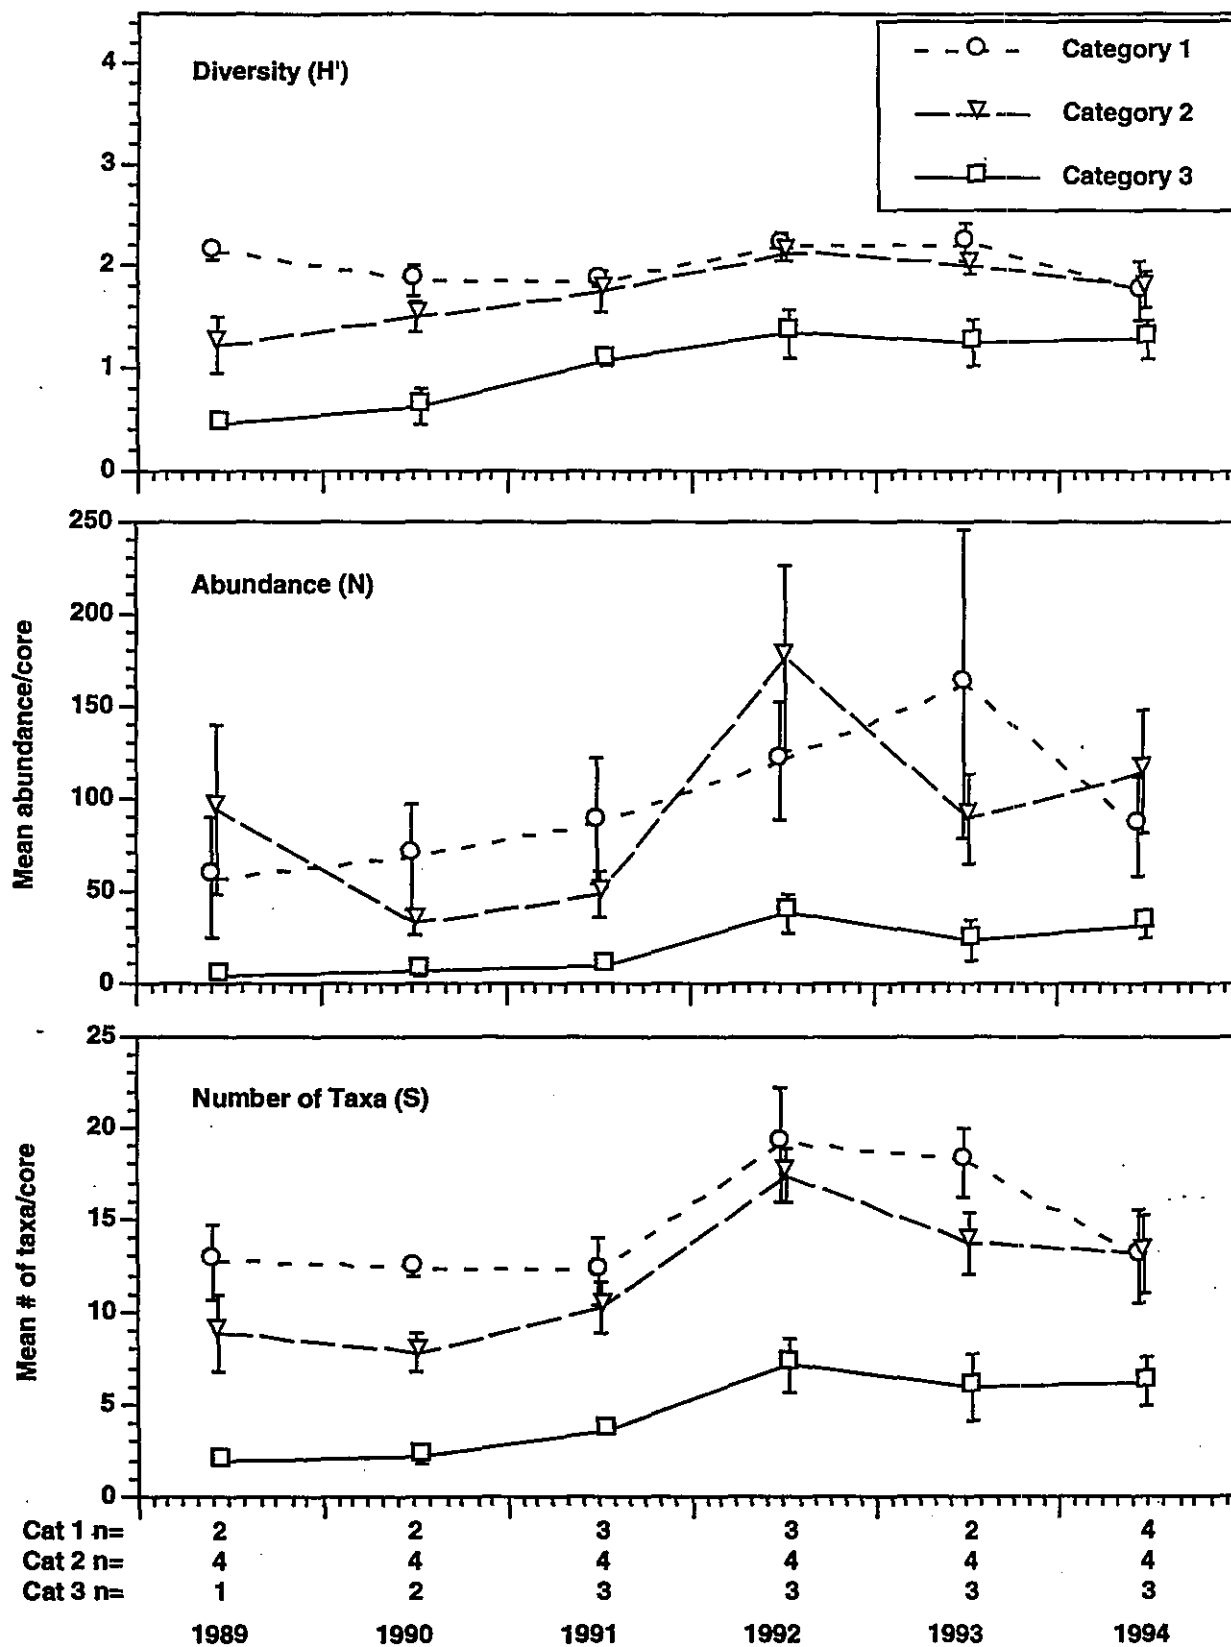 4
Diversity (H')
Category 1
Category 2
Category 3
3
2
1
0
250
Abundance (N)
200
150
100
50
0
Mean abundance/core
25
Number of Taxa (S)
20
15
10
5
0
Mean # of taxa/core
Cat 1 n= 2 2 3 3 2 4
Cat 2 n= 4 4 4 4 4 4
Cat 3 n= 1 2 3 3 3 3
1989 1990 1991 1992 1993 1994